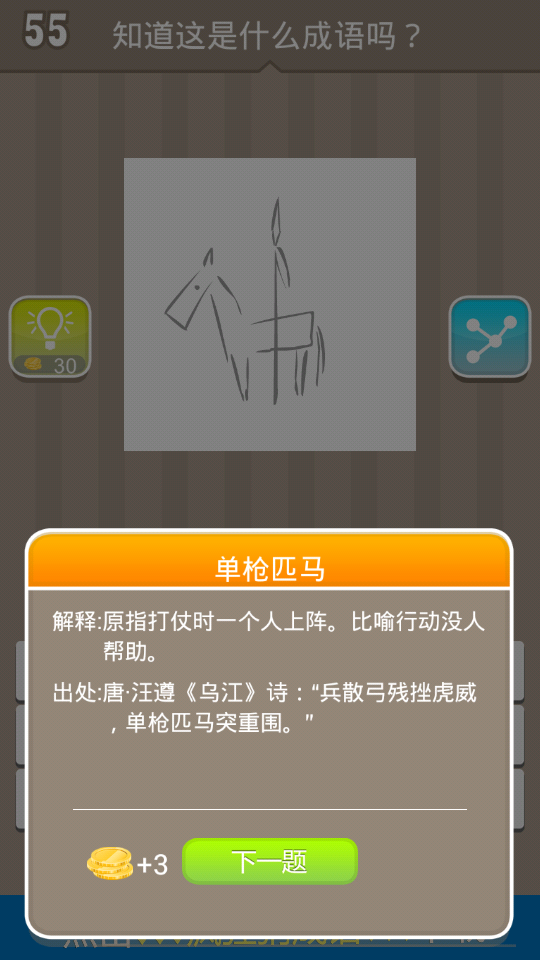 55
知道这是什么成语吗？
30
单枪匹马
解释:原指打仗时一个人上阵。比喻行动没人
帮助。
出处:唐·汪遵《乌江》诗：“兵散弓残挫虎威
，单枪匹马突重围。”
+3
下一题